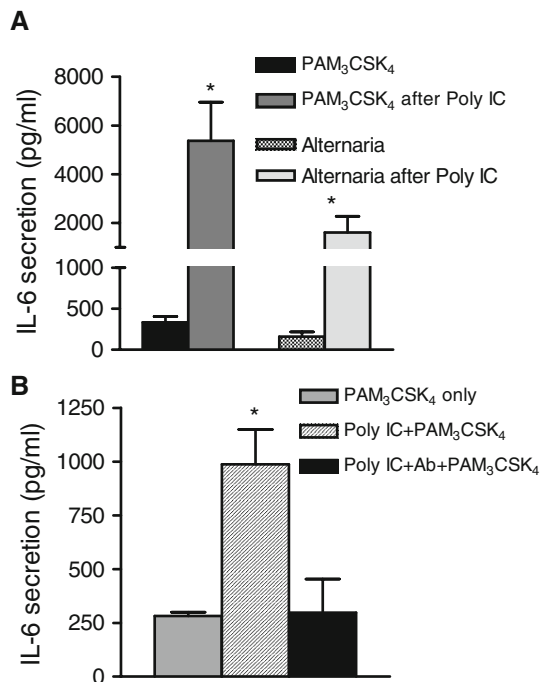 A
IL-6 secretion (pg/ml)
8000
6000
4000
2000
1000
500
0
*
*
PAM₃CSK₄
PAM₃CSK₄ after Poly IC
Alternaria
Alternaria after Poly IC
B
IL-6 secretion (pg/ml)
1250
1000
750
500
250
0
*
PAM₃CSK₄ only
Poly IC+PAM₃CSK₄
Poly IC+Ab+PAM₃CSK₄